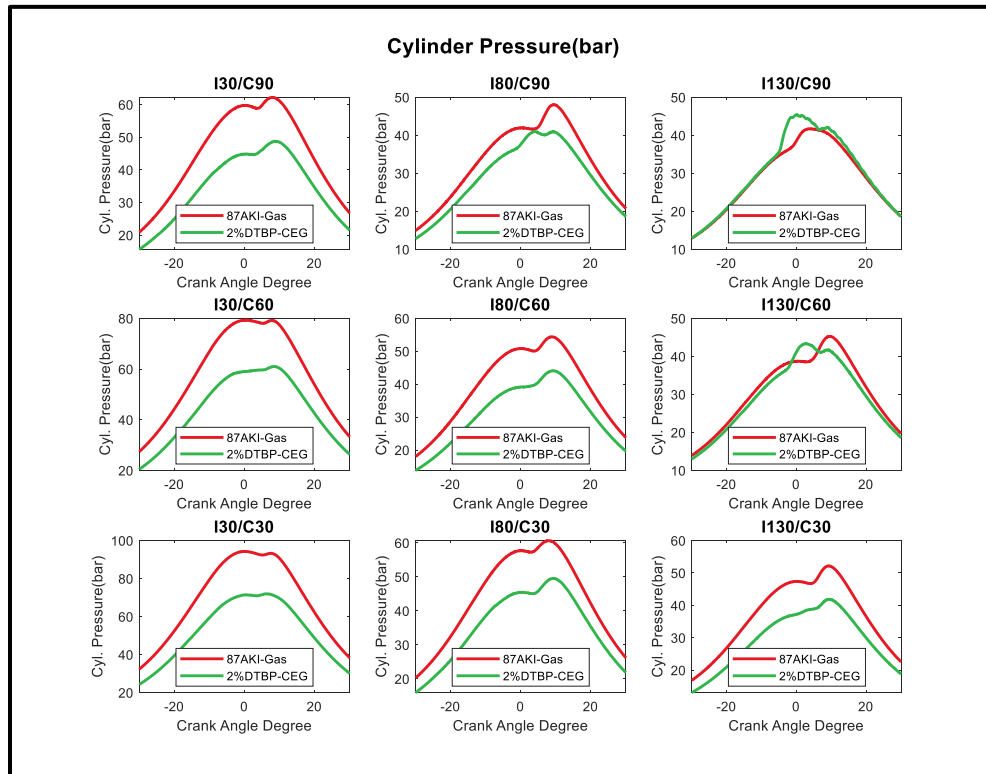 Cylinder Pressure(bar)
I30/C90
Cyl. Pressure(bar)
60
50
40
30
20
87AKI-Gas
2%DTBP-CEG
-20 0 20
Crank Angle Degree
I80/C90
Cyl. Pressure(bar)
50
40
30
20
10
87AKI-Gas
2%DTBP-CEG
-20 0 20
Crank Angle Degree
I130/C90
Cyl. Pressure(bar)
50
40
30
20
10
87AKI-Gas
2%DTBP-CEG
-20 0 20
Crank Angle Degree
I30/C60
Cyl. Pressure(bar)
80
60
40
20
87AKI-Gas
2%DTBP-CEG
-20 0 20
Crank Angle Degree
I80/C60
Cyl. Pressure(bar)
60
50
40
30
20
87AKI-Gas
2%DTBP-CEG
-20 0 20
Crank Angle Degree
I130/C60
Cyl. Pressure(bar)
50
40
30
20
10
87AKI-Gas
2%DTBP-CEG
-20 0 20
Crank Angle Degree
I30/C30
Cyl. Pressure(bar)
100
80
60
40
20
87AKI-Gas
2%DTBP-CEG
-20 0 20
Crank Angle Degree
I80/C30
Cyl. Pressure(bar)
60
50
40
30
20
87AKI-Gas
2%DTBP-CEG
-20 0 20
Crank Angle Degree
I130/C30
Cyl. Pressure(bar)
60
50
40
30
20
87AKI-Gas
2%DTBP-CEG
-20 0 20
Crank Angle Degree